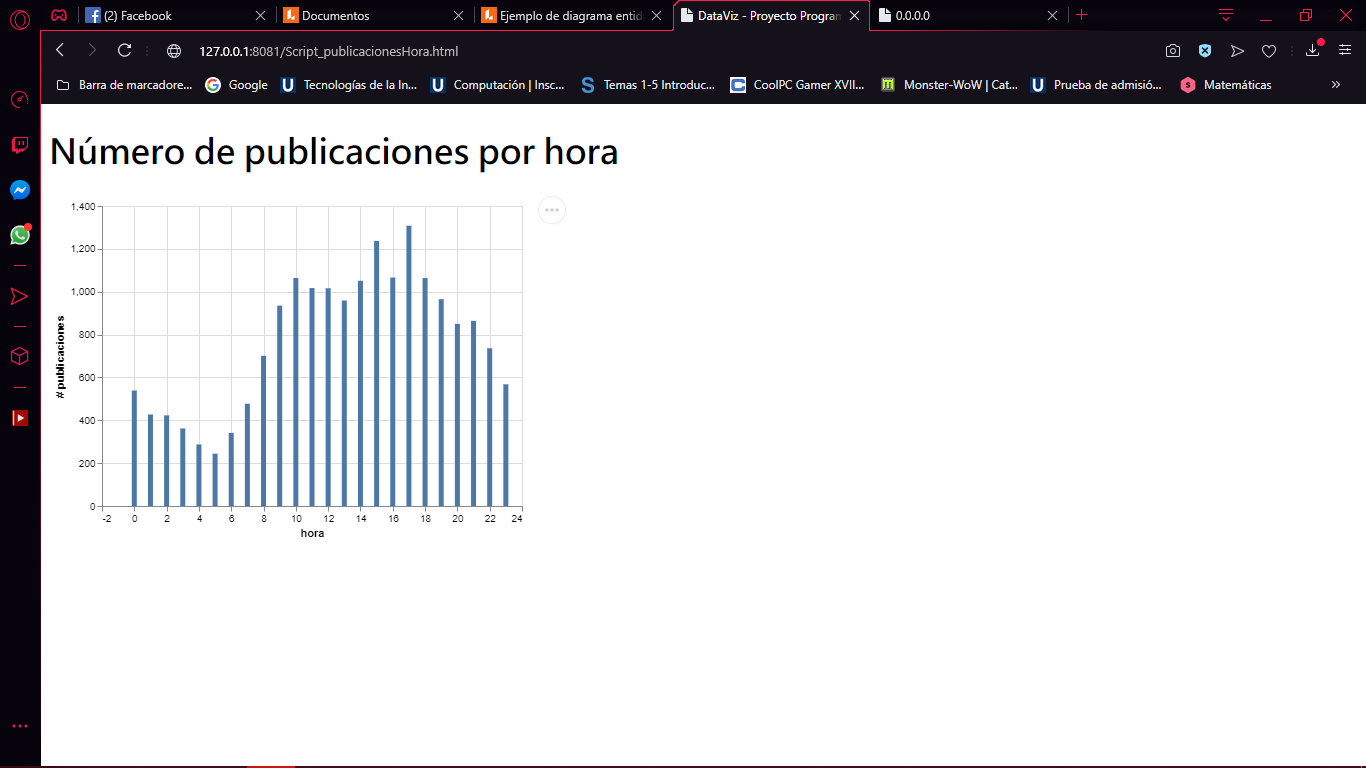 (2) Facebook
Documentos
Ejemplo de diagrama entid
DataViz - Proyecto Program
0.0.0.0
127.0.0.1:8081/Script_publicacionesHora.html
Barra de marcadore...
Google
Tecnologías de la In...
Computación | Insc...
Temas 1-5 Introduc...
CoolPC Gamer XVII...
Monster-WoW | Cat...
Prueba de admisió...
Matemáticas
Número de publicaciones por hora
1,400
1,200
1,000
800
600
400
200
0
# publicaciones
-2 0 2 4 6 8 10 12 14 16 18 20 22 24
hora